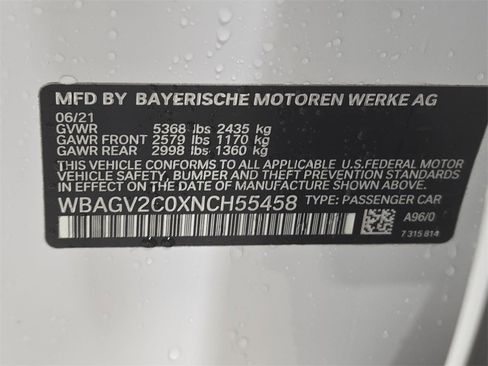 MFD BY BAYERISCHE MOTOREN WERKE AG
06/21
GVWR 5368 lbs 2435 kg
GAWR FRONT 2579 lbs 1170 kg
GAWR REAR 2998 lbs 1360 kg
THIS VEHICLE CONFORMS TO ALL APPLICABLE U.S.FEDERAL MOTOR
VEHICLE SAFETY, BUMPER AND THEFT PREVENTION STANDARDS
IN EFFECT ON THE DATE OF MANUFACTURE SHOWN ABOVE.
WBAGV2C0XNCH55458 TYPE: PASSENGER CAR
A96/0
7 315 814